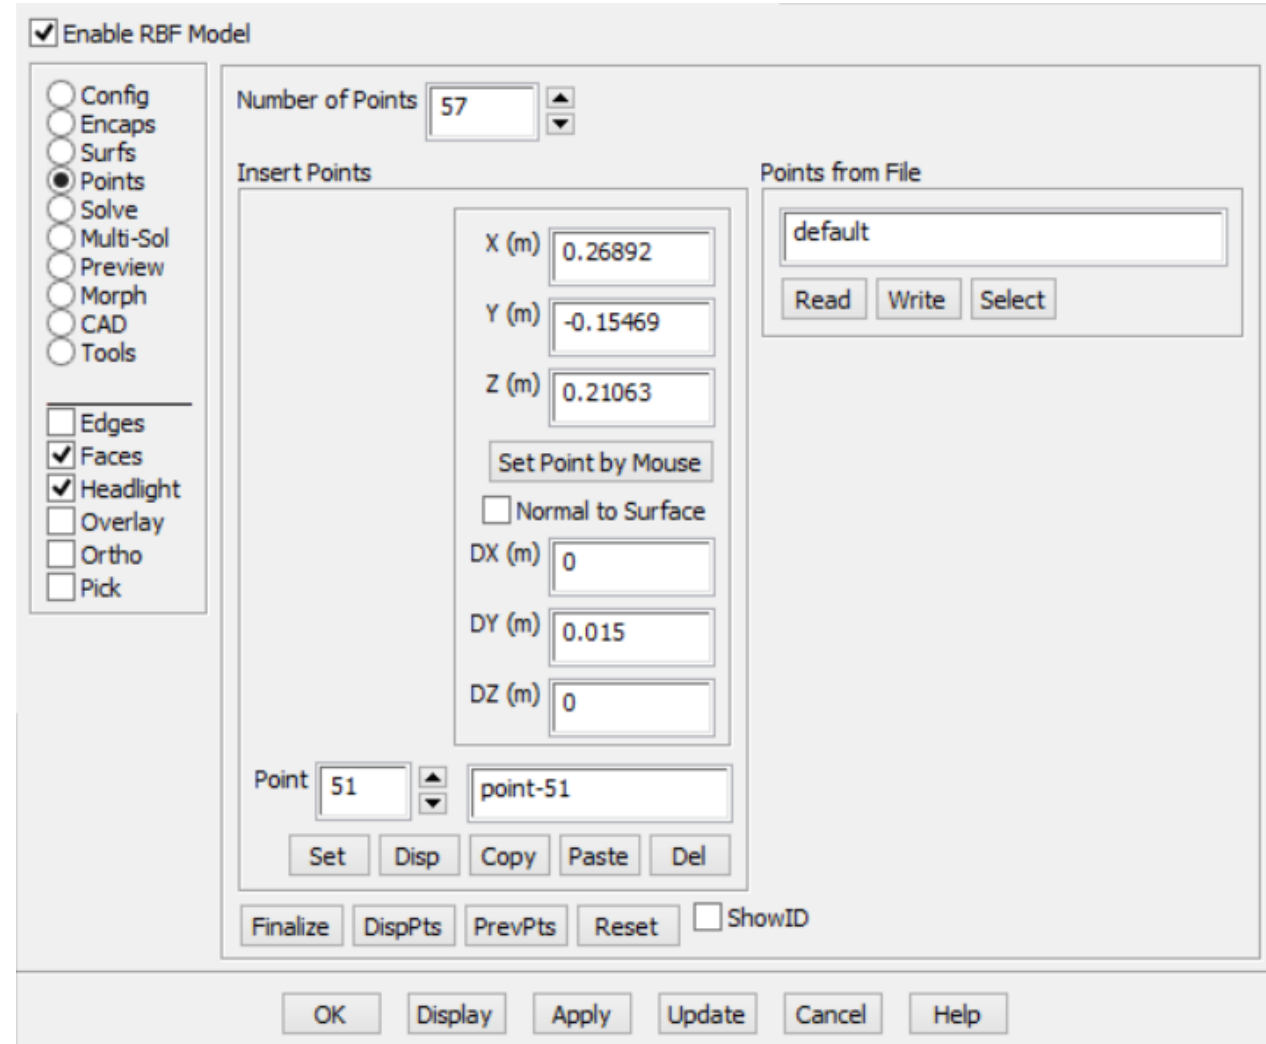 Enable RBF Model
Config
Encaps
Surfs
Points
Solve
Multi-Sol
Preview
Morph
CAD
Tools
Edges
Faces
Headlight
Overlay
Ortho
Pick
Number of Points 57
Insert Points
X (m) 0.26892
Y (m) -0.15469
Z (m) 0.21063
Set Point by Mouse
Normal to Surface
DX (m) 0
DY (m) 0.015
DZ (m) 0
Point 51 point-51
Set Disp Copy Paste Del
Finalize DispPts PrevPts Reset ShowID
Points from File
default
Read Write Select
OK Display Apply Update Cancel Help